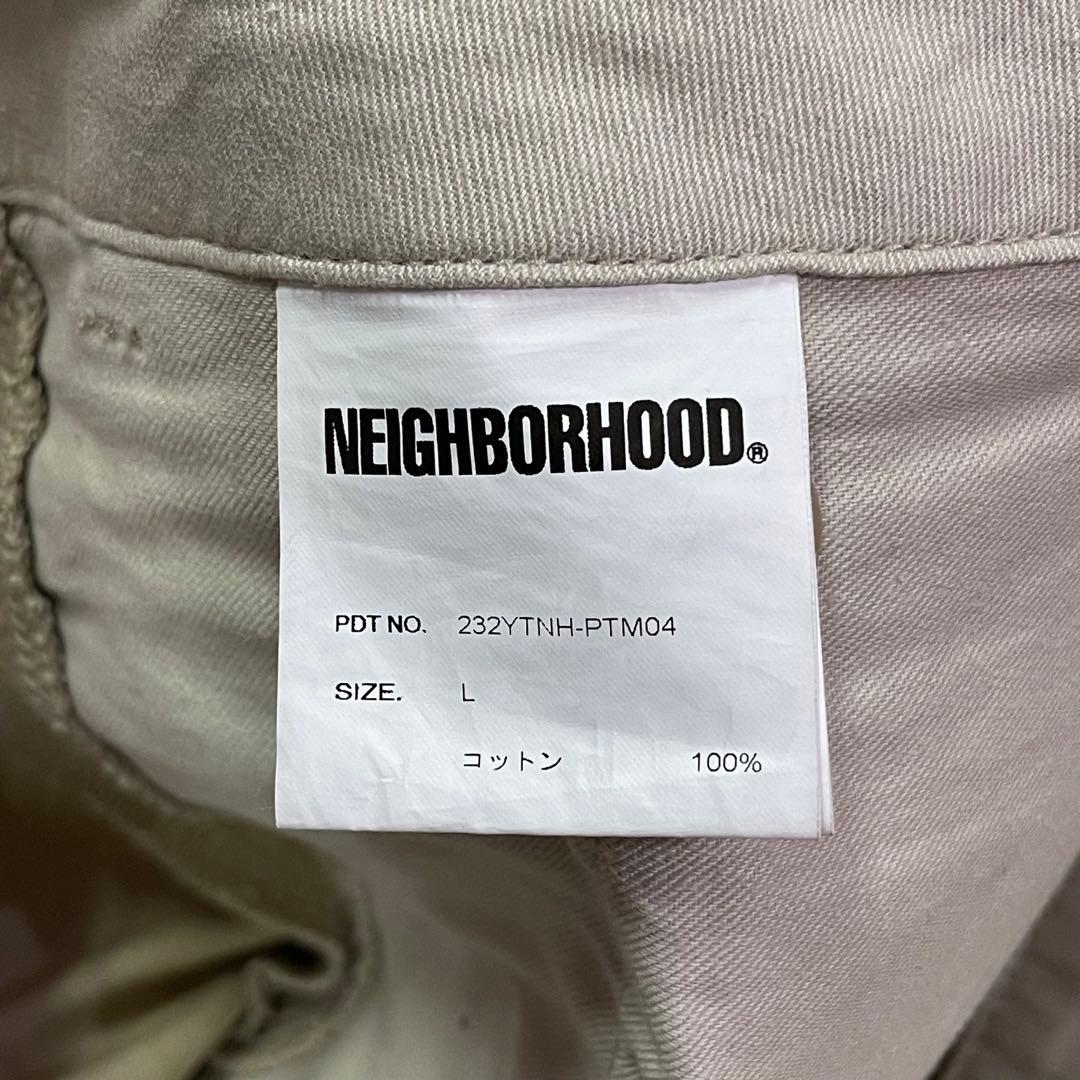 NEIGHBORHOOD®
PDT NO. 232YTNH-PTM04
SIZE. L
コットン 100%